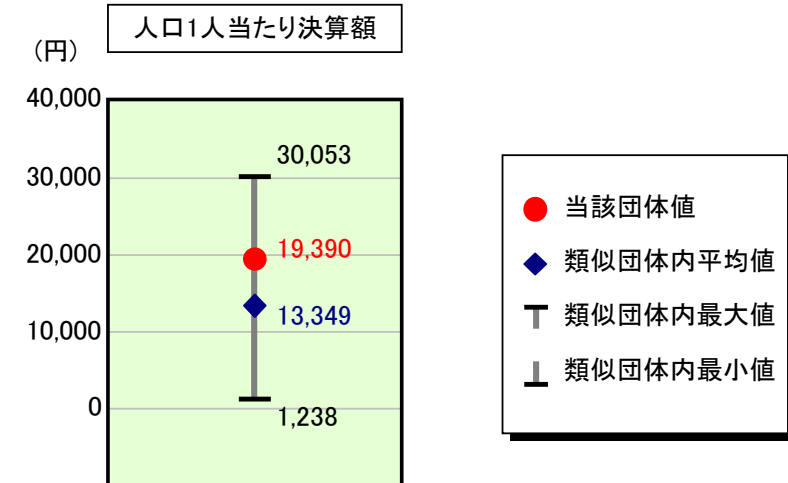 人口1人当たり決算額
（円）
40,000
30,000
20,000
10,000
0
30,053
19,390
13,349
1,238
当該団体値
類似団体内平均値
類似団体内最大値
類似団体内最小値